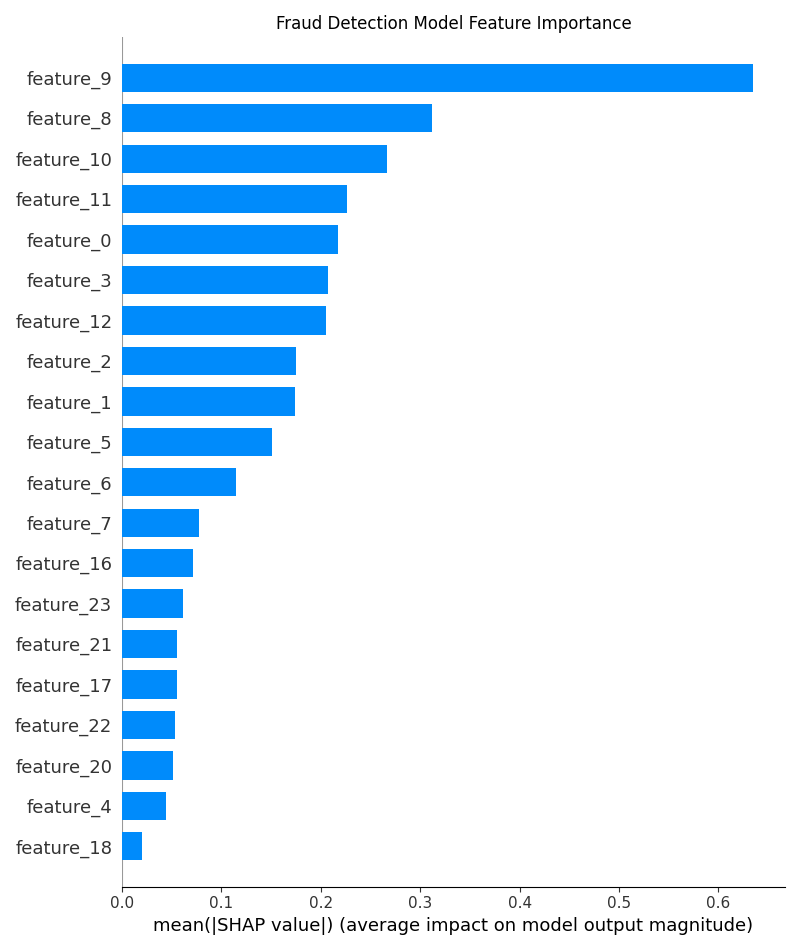 Fraud Detection Model Feature Importance
feature_9
feature_8
feature_10
feature_11
feature_0
feature_3
feature_12
feature_2
feature_1
feature_5
feature_6
feature_7
feature_16
feature_23
feature_21
feature_17
feature_22
feature_20
feature_4
feature_18
0.0 0.1 0.2 0.3 0.4 0.5 0.6
mean(|SHAP value|) (average impact on model output magnitude)